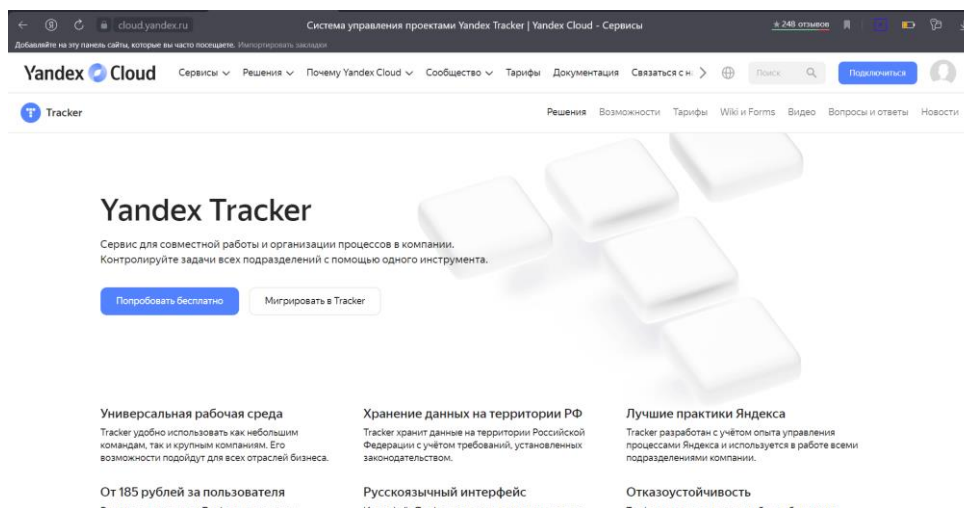 cloud.yandex.ru
Система управления проектами Yandex Tracker | Yandex Cloud - Сервисы
★ 248 отзывов
Добавляйте на эту панель сайты, которые вы часто посещаете. Импортировать закладки
Yandex Cloud
Сервисы
Решения
Почему Yandex Cloud
Сообщество
Тарифы
Документация
Связаться с н
Поиск
Подключиться
Tracker
Решения
Возможности
Тарифы
Wiki и Forms
Видео
Вопросы и ответы
Новости
Yandex Tracker
Сервис для совместной работы и организации процессов в компании.
Контролируйте задачи всех подразделений с помощью одного инструмента.
Попробовать бесплатно
Мигрировать в Tracker
Универсальная рабочая среда
Tracker удобно использовать как небольшим
командам, так и крупным компаниям. Его
возможности подойдут для всех отраслей бизнеса.
Хранение данных на территории РФ
Tracker хранит данные на территории Российской
Федерации с учётом требований, установленных
законодательством.
Лучшие практики Яндекса
Tracker разработан с учётом опыта управления
процессами Яндекса и используется в работе всеми
подразделениями компании.
От 185 рублей за пользователя
Русскоязычный интерфейс
Отказоустойчивость